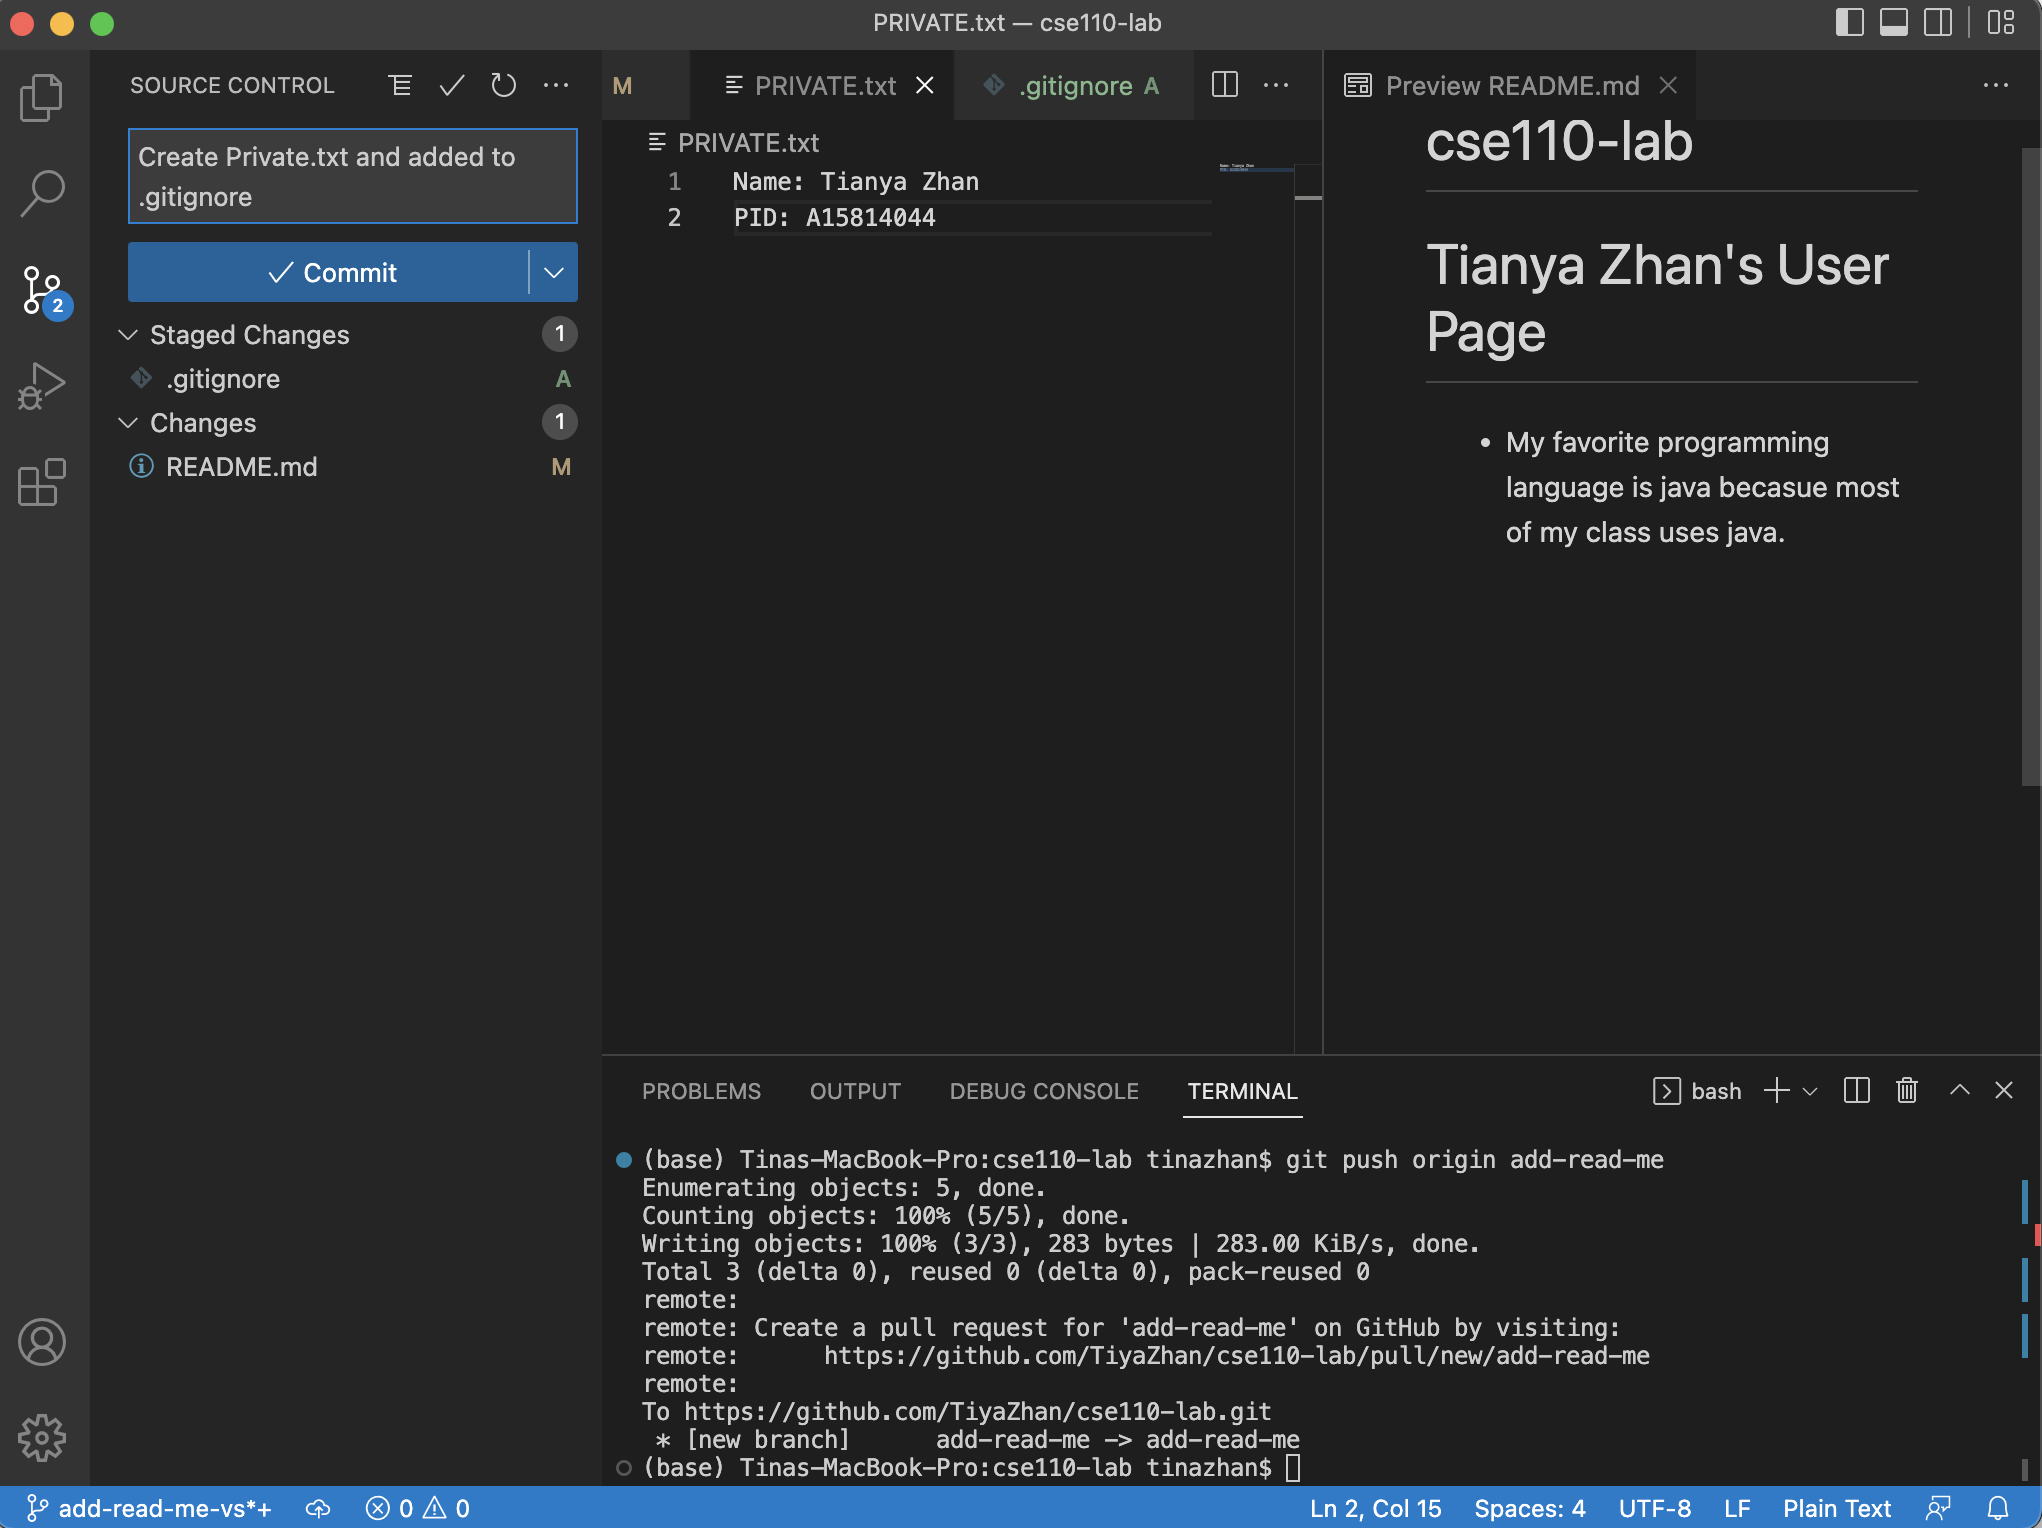 PRIVATE.txt — cse110-lab
SOURCE CONTROL
Create Private.txt and added to
.gitignore
Commit
Staged Changes 1
.gitignore A
Changes 1
README.md M
2
M
PRIVATE.txt
.gitignore A
PRIVATE.txt
1 Name: Tianya Zhan
2 PID: A15814044
Preview README.md
cse110-lab
Tianya Zhan's User
Page
• My favorite programming
language is java becasue most
of my class uses java.
PROBLEMS OUTPUT DEBUG CONSOLE TERMINAL
bash
(base) Tinas-MacBook-Pro:cse110-lab tinazhan$ git push origin add-read-me
Enumerating objects: 5, done.
Counting objects: 100% (5/5), done.
Writing objects: 100% (3/3), 283 bytes | 283.00 KiB/s, done.
Total 3 (delta 0), reused 0 (delta 0), pack-reused 0
remote:
remote: Create a pull request for 'add-read-me' on GitHub by visiting:
remote:      https://github.com/TiyaZhan/cse110-lab/pull/new/add-read-me
remote:
To https://github.com/TiyaZhan/cse110-lab.git
 * [new branch]      add-read-me -> add-read-me
(base) Tinas-MacBook-Pro:cse110-lab tinazhan$
add-read-me-vs*+ 0 0 Ln 2, Col 15 Spaces: 4 UTF-8 LF Plain Text